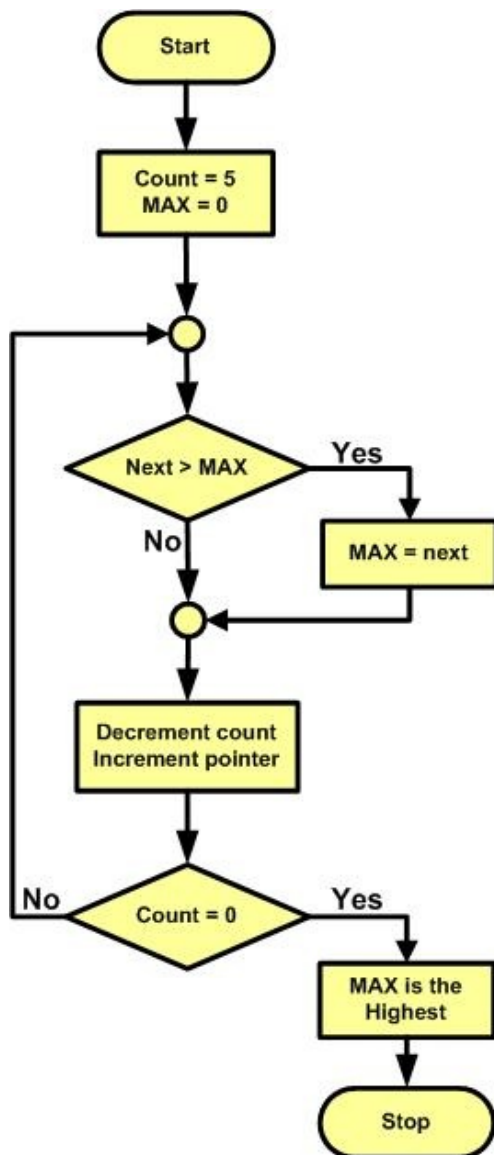 Start
Count = 5
MAX = 0
Next > MAX
Yes
No
MAX = next
Decrement count
Increment pointer
No
Count = 0
Yes
MAX is the
Highest
Stop